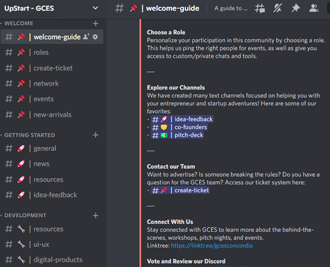 UpStart - GCES
WELCOME
# 📌 | welcome-guide
# 📌 | roles
# 📌 | create-ticket
# 📌 | network
# 📌 | events
# 📌 | new-arrivals
GETTING STARTED
# 🚀 | general
# 🚀 | news
# 🚀 | resources
# 🚀 | idea-feedback
DEVELOPMENT
# 🔧 | resources
# 🔧 | ui-ux
# 🔧 | digital-products
# 📌 | welcome-guide
A guide to ...
Choose a Role
Personalize your participation in this community by choosing a role.
This helps us ping the right people for events, as well as give you
access to custom/private chats and tools.
Explore our Channels
We have created many text channels focused on helping you with your
entrepreneur and startup adventures! Here are some of our
favorites:
- # 🚀 | idea-feedback
- # | co-founders
- # | pitch-deck
Contact our Team
Want to advertise? Is someone breaking the rules? Do you have a
question for the GCES team? Access our ticket system here:
- # 📌 | create-ticket
Connect With Us
Stay connected with GCES to learn more about the behind-the-
scenes, workshops, pitch nights, and events.
Linktree: https://linktr.ee/gcesconcordia
Vote and Review our Discord